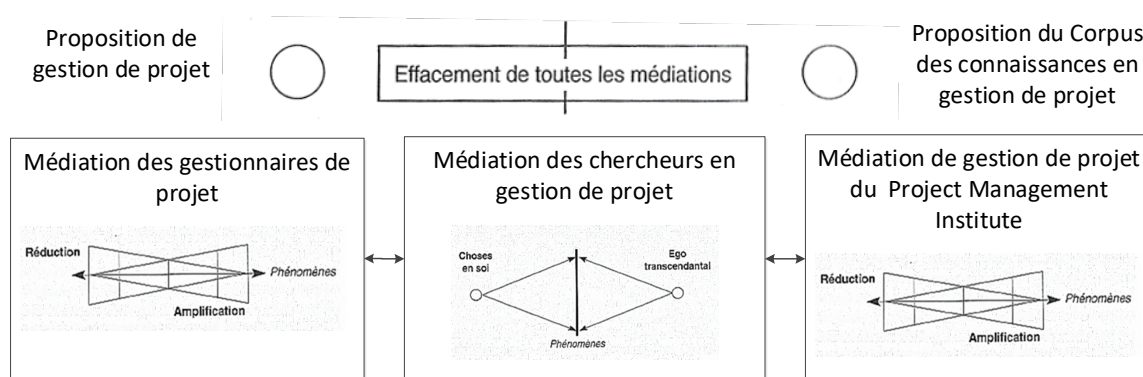 Proposition de
gestion de projet
Effacement de toutes les médiations
Proposition du Corpus
des connaissances en
gestion de projet
Médiation des gestionnaires de
projet
Réduction
Phénomènes
Amplification
Médiation des chercheurs en
gestion de projet
Choses
en soi
Ego
transcendantal
Phénomènes
Médiation de gestion de projet
du Project Management
Institute
Réduction
Phénomènes
Amplification